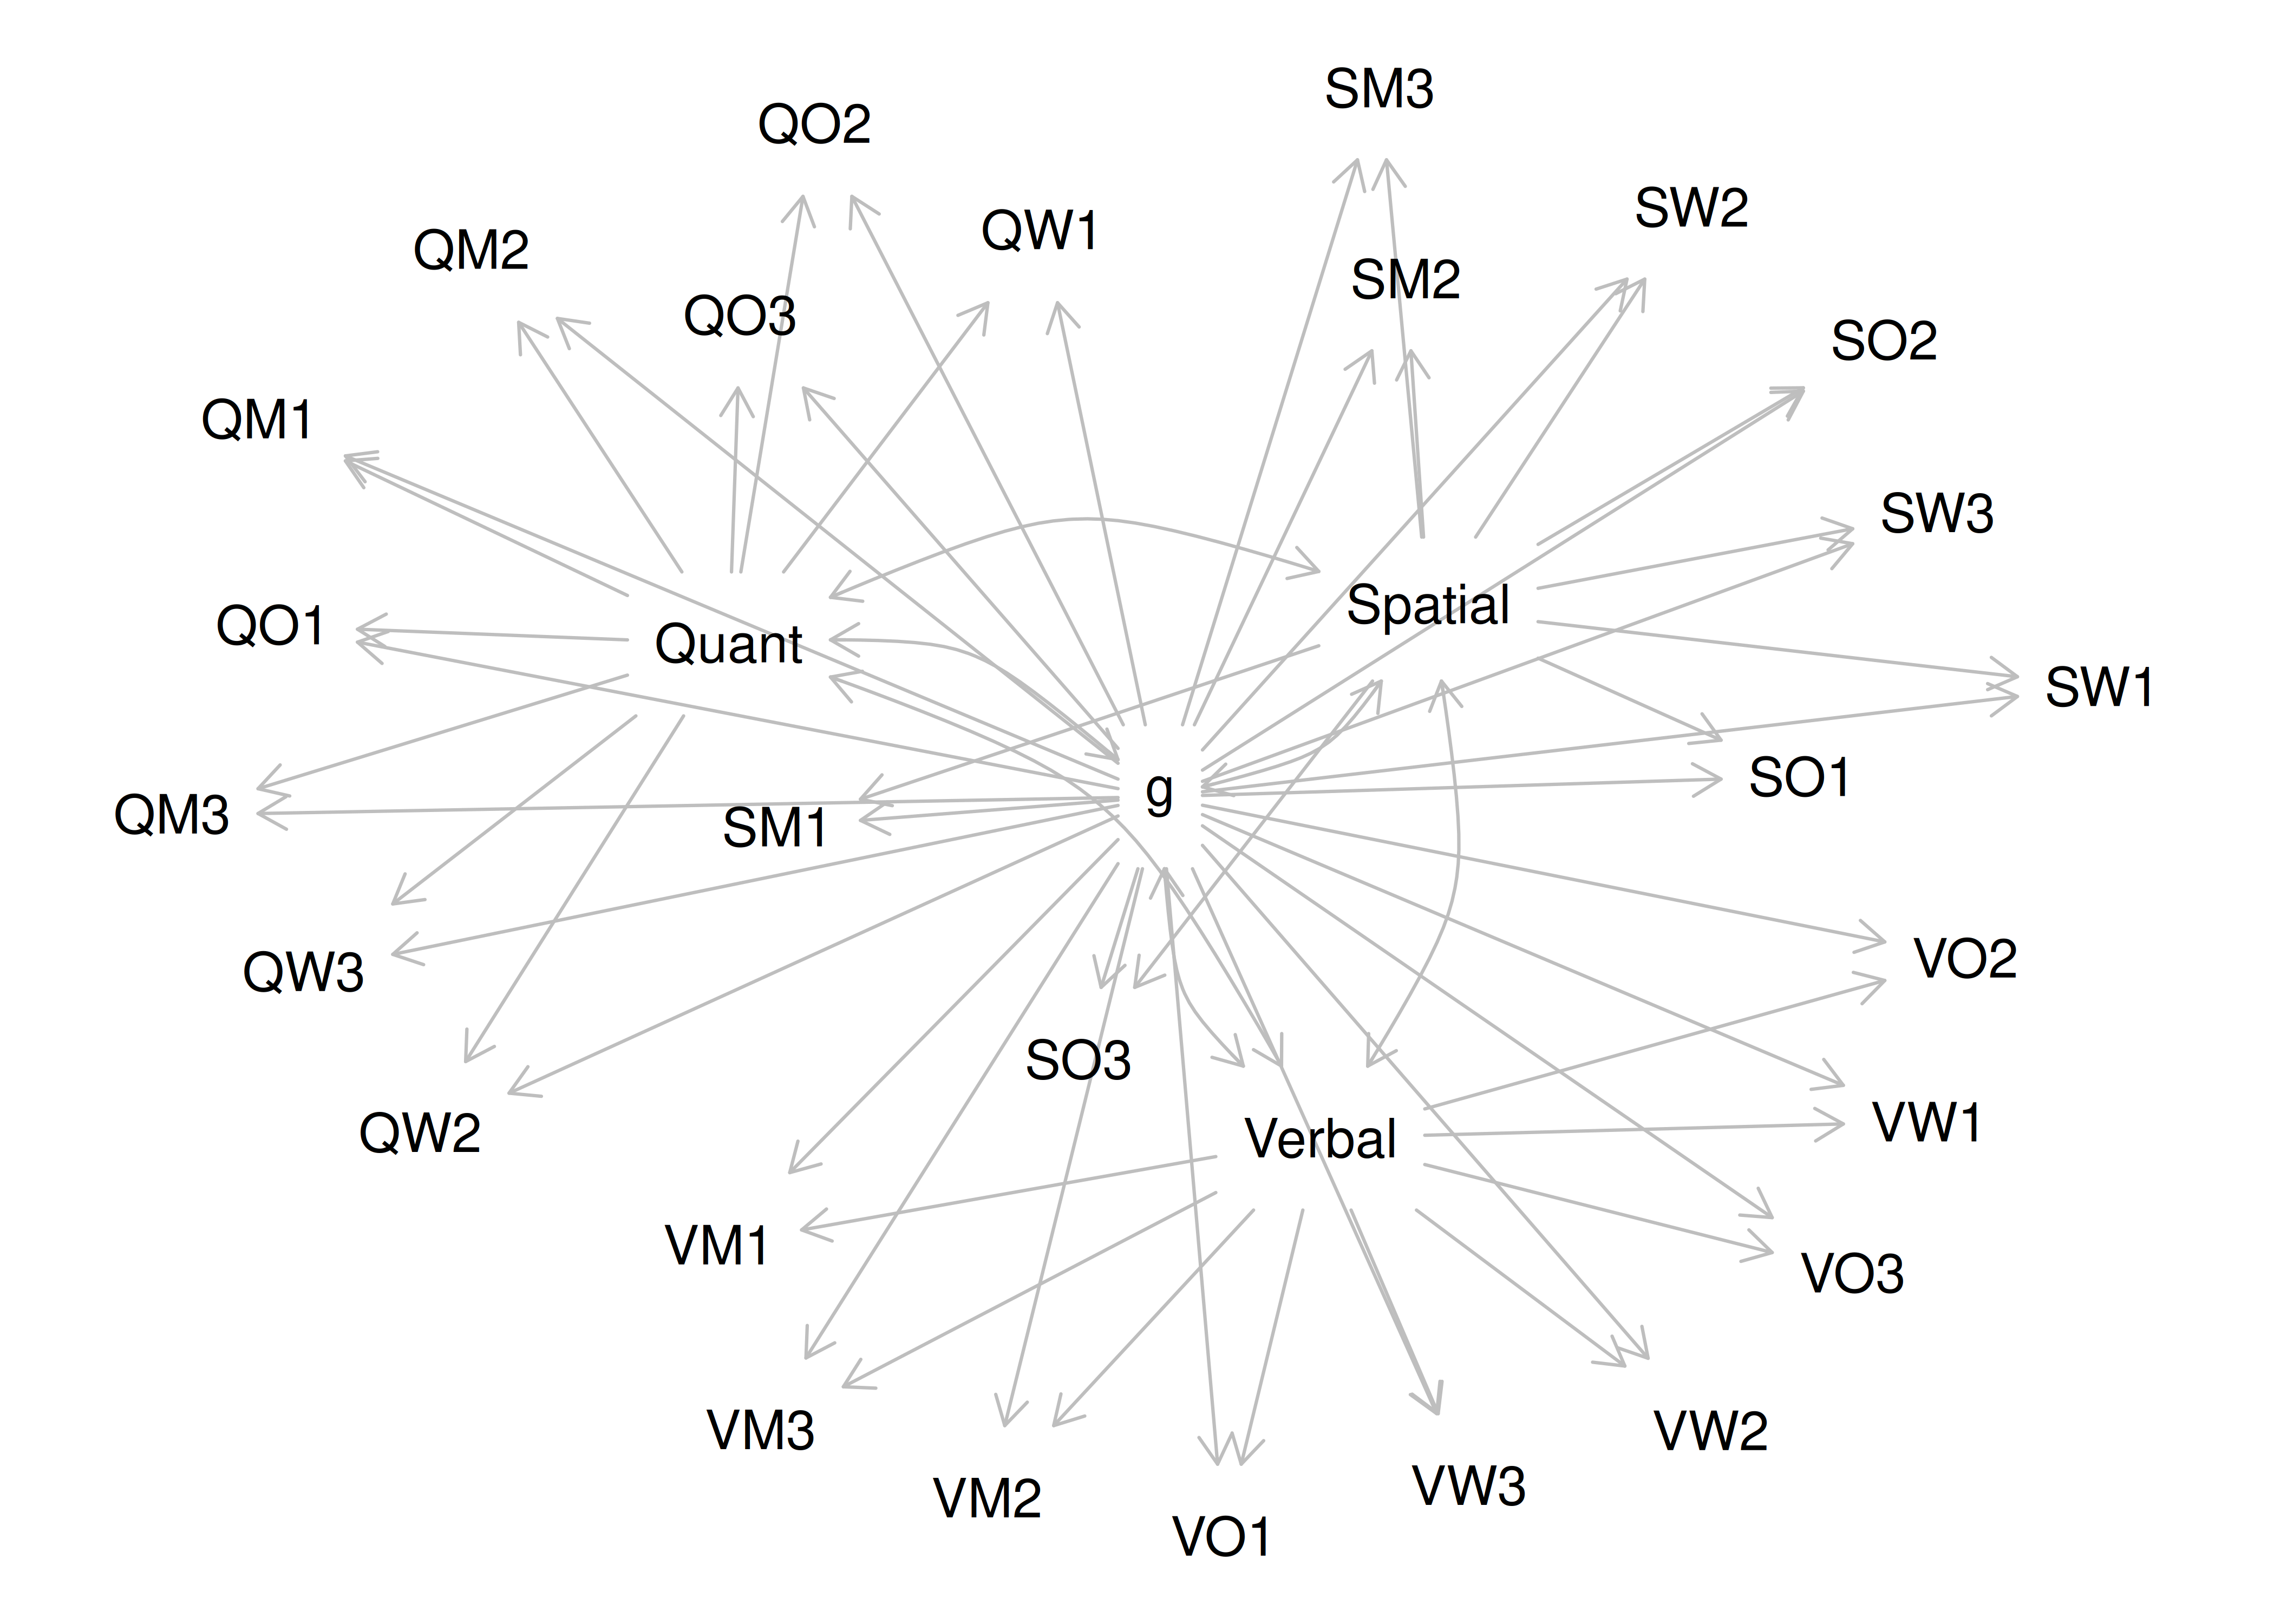 SM3
QO2
SW2
QW1
QM2
SM2
QO3
SO2
QM1
SW3
Spatial
QO1
Quant
SW1
SO1
g
QM3
SM1
VO2
QW3
SO3
VW1
QW2
Verbal
VM1
VO3
VM3
VW2
VW3
VM2
VO1